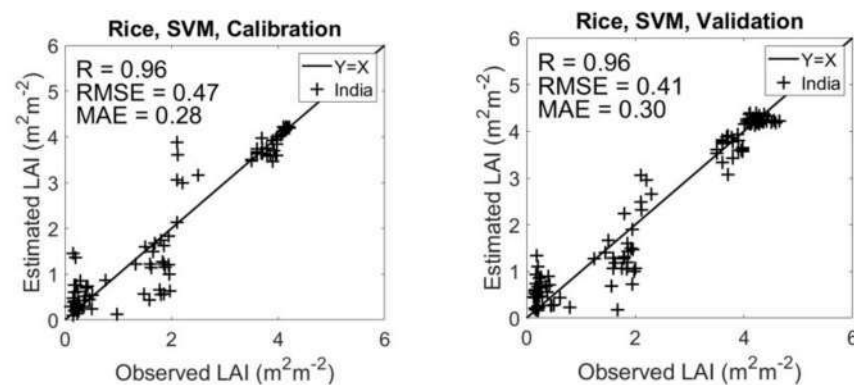 Rice, SVM, Calibration
R = 0.96
RMSE = 0.47
MAE = 0.28
Y=X
India
6
5
4
3
2
1
0
0 2 4 6
Estimated LAI (m²m⁻²)
Observed LAI (m²m⁻²)
Rice, SVM, Validation
R = 0.96
RMSE = 0.41
MAE = 0.30
Y=X
India
6
5
4
3
2
1
0
0 2 4 6
Estimated LAI (m²m⁻²)
Observed LAI (m²m⁻²)